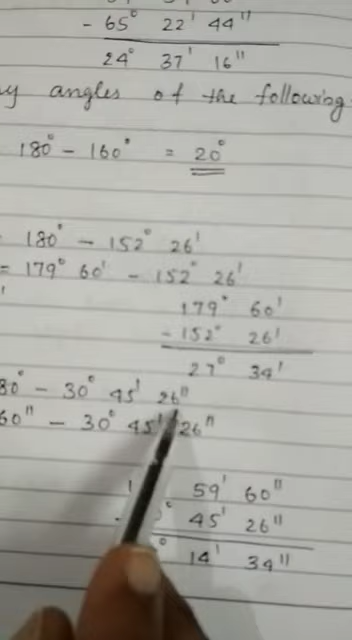 - 65° 22' 44"
24° 37' 16"
angles of the following
180° - 160° = 20°
180° - 152° 26'
= 179° 60' - 152° 26'
179° 60'
- 152° 26'
27° 34'
80° - 30° 45' 26"
60" - 30° 45' 26"
59' 60"
45' 26"
14' 34"